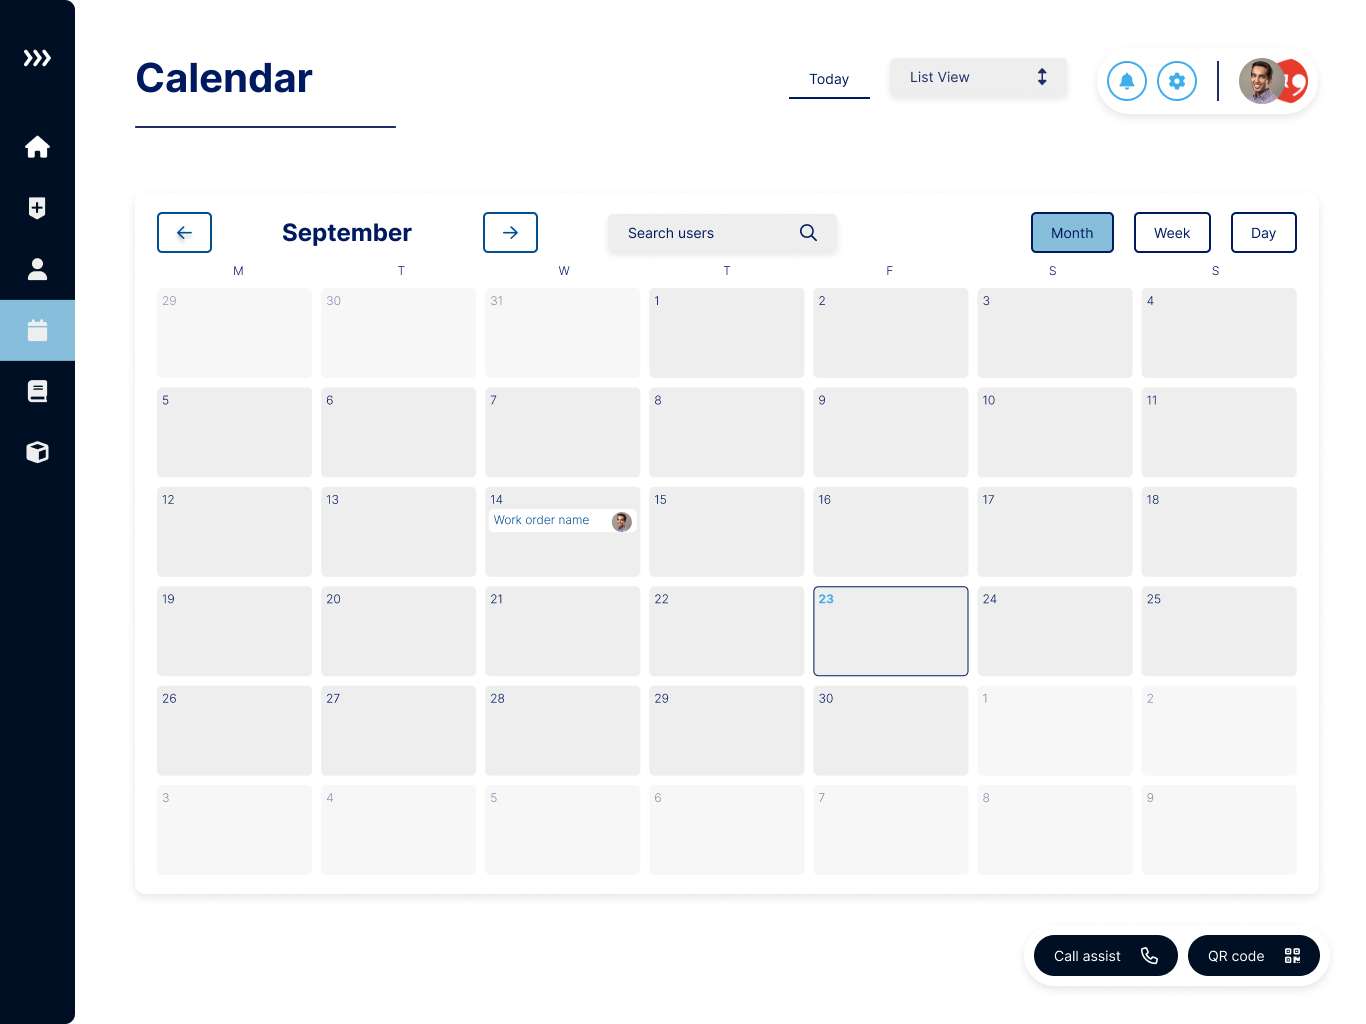 Calendar
Today
List View
September
Search users
Month
Week
Day
M T W T F S S
29 30 31 1 2 3 4
5 6 7 8 9 10 11
12 13 14 15 16 17 18
Work order name
19 20 21 22 23 24 25
26 27 28 29 30 1 2
3 4 5 6 7 8 9
Call assist
QR code